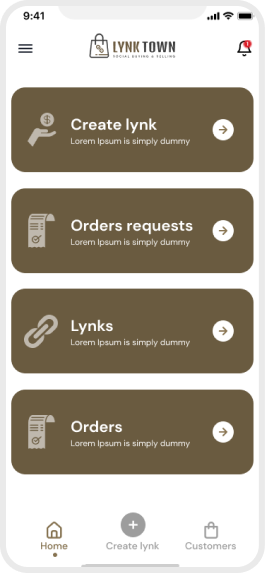 9:41
LYNK TOWN
SOCIAL BUYING & SELLING
Create lynk
Lorem Ipsum is simply dummy
Orders requests
Lorem Ipsum is simply dummy
Lynks
Lorem Ipsum is simply dummy
Orders
Lorem Ipsum is simply dummy
Home
Create lynk
Customers